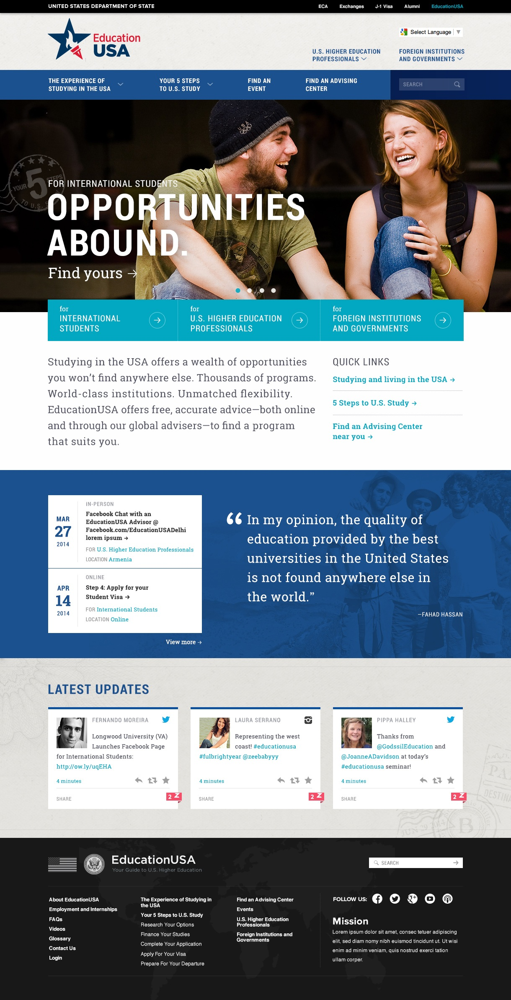 UNITED STATES DEPARTMENT OF STATE
ECA
Exchanges
J-1 Visa
Alumni
EducationUSA
Education
USA
Select Language
U.S. HIGHER EDUCATION
PROFESSIONALS
FOREIGN INSTITUTIONS
AND GOVERNMENTS
THE EXPERIENCE OF
STUDYING IN THE USA
YOUR 5 STEPS
TO U.S. STUDY
FIND AN
EVENT
FIND AN ADVISING
CENTER
SEARCH
USA
YOUR 5 STEPS
TO U.S.
FOR INTERNATIONAL STUDENTS
OPPORTUNITIES
ABOUND.
Find yours →
for
INTERNATIONAL
STUDENTS
for
U.S. HIGHER EDUCATION
PROFESSIONALS
for
FOREIGN INSTITUTIONS
AND GOVERNMENTS
Studying in the USA offers a wealth of opportunities
you won’t find anywhere else. Thousands of programs.
World-class institutions. Unmatched flexibility.
EducationUSA offers free, accurate advice—both online
and through our global advisers—to find a program
that suits you.
QUICK LINKS
Studying and living in the USA →
5 Steps to U.S. Study →
Find an Advising Center
near you →
MAR
27
2014
IN-PERSON
Facebook Chat with an
EducationUSA Advisor @
Facebook.com/EducationUSADelhi
lorem ipsum →
FOR U.S. Higher Education Professionals
LOCATION Armenia
APR
14
2014
ONLINE
Step 4: Apply for your
Student Visa →
FOR International Students
LOCATION Online
View more →
“ In my opinion, the quality of
education provided by the best
universities in the United States
is not found anywhere else in
the world.”
—FAHAD HASSAN
LATEST UPDATES
FERNANDO MOREIRA
Longwood University (VA)
Launches Facebook Page
for International Students:
http://ow.ly/uqEHA
4 minutes
SHARE
2
LAURA SERRANO
Representing the west
coast! #educationusa
#fulbrightyear @zeebabyyy
4 minutes
SHARE
2
PIPPA HALLEY
Thanks from
@GodssilEducation and
@JoanneADavidson at today’s
#educationusa seminar!
4 minutes
SHARE
2
JUN 29 2014
B
EducationUSA
Your Guide to U.S. Higher Education
SEARCH
About EducationUSA
Employment and Internships
FAQs
Videos
Glossary
Contact Us
Login
The Experience of Studying in
the USA
Your 5 Steps to U.S. Study
Research Your Options
Finance Your Studies
Complete Your Application
Apply For Your Visa
Prepare For Your Departure
Find an Advising Center
Events
U.S. Higher Education
Professionals
Foreign Institutions and
Governments
FOLLOW US:
Mission
Lorem ipsum dolor sit amet, consec tetuer adipiscing
elit, sed diam nomy nibh euismod tincidunt ut. Ut wisi
enim ad minim veniam, quis nostrud exerci tation
ullam corper.